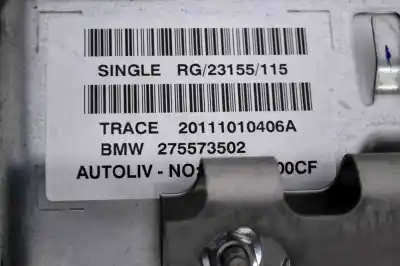 SINGLE RG/23155/115
TRACE 20111010406A
BMW 275573502
AUTOLIV - NO: 00CF